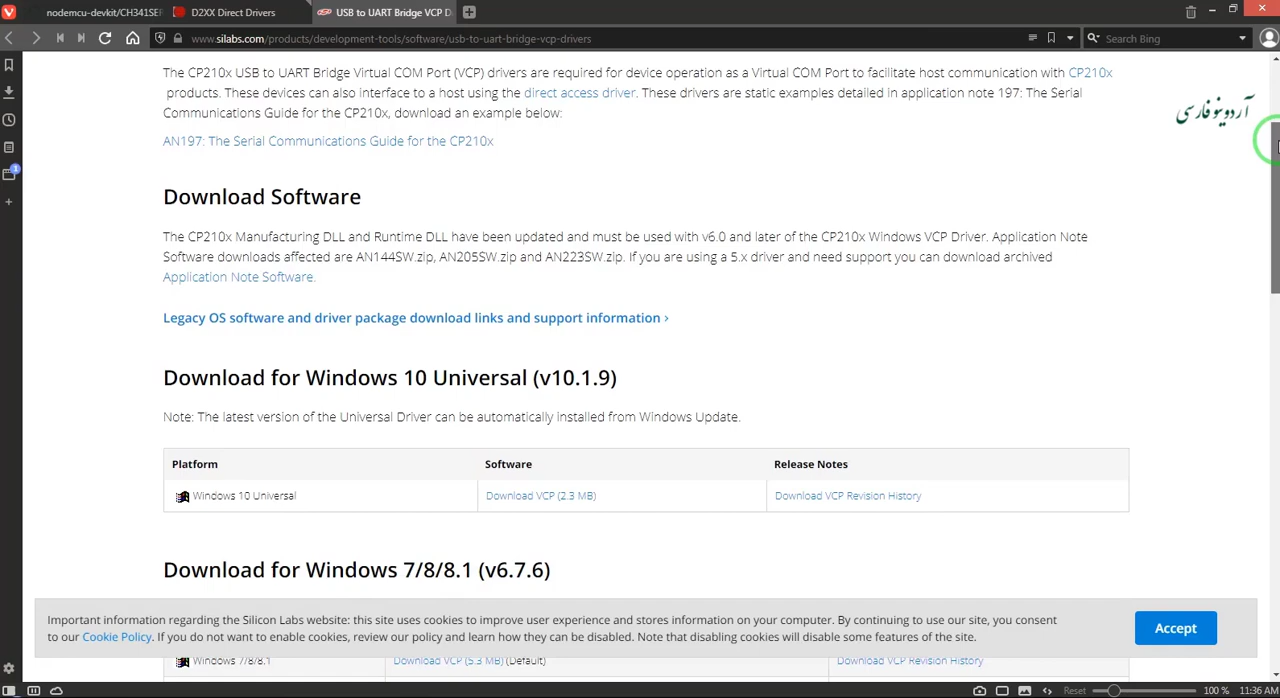 nodemcu-devkit/CH341SEF
D2XX Direct Drivers
USB to UART Bridge VCP D
www.silabs.com/products/development-tools/software/usb-to-uart-bridge-vcp-drivers
Search Bing
The CP210x USB to UART Bridge Virtual COM Port (VCP) drivers are required for device operation as a Virtual COM Port to facilitate host communication with CP210x
products. These devices can also interface to a host using the direct access driver. These drivers are static examples detailed in application note 197: The Serial
Communications Guide for the CP210x, download an example below:
آردوینو فارسی
AN197: The Serial Communications Guide for the CP210x
1
Download Software
The CP210x Manufacturing DLL and Runtime DLL have been updated and must be used with v6.0 and later of the CP210x Windows VCP Driver. Application Note
Software downloads affected are AN144SW.zip, AN205SW.zip and AN223SW.zip. If you are using a 5.x driver and need support you can download archived
Application Note Software.
Legacy OS software and driver package download links and support information ›
Download for Windows 10 Universal (v10.1.9)
Note: The latest version of the Universal Driver can be automatically installed from Windows Update.
Platform Software Release Notes
Windows 10 Universal Download VCP (2.3 MB) Download VCP Revision History
Download for Windows 7/8/8.1 (v6.7.6)
Important information regarding the Silicon Labs website: this site uses cookies to improve user experience and stores information on your computer. By continuing to use our site, you consent
to our Cookie Policy. If you do not want to enable cookies, review our policy and learn how they can be disabled. Note that disabling cookies will disable some features of the site.
Accept
Windows 7/8/8.1 Download VCP (5.3 MB) (Default) Download VCP Revision History
Reset 100 % 11:36 AM